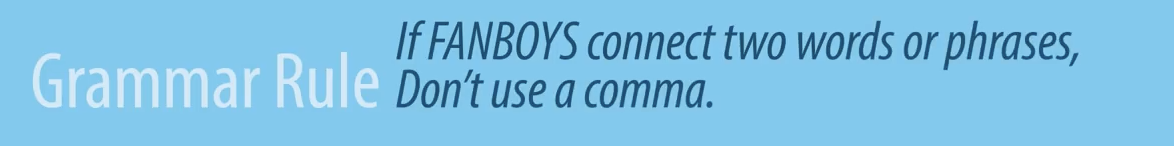 Grammar Rule
If FANBOYS connect two words or phrases,
Don't use a comma.